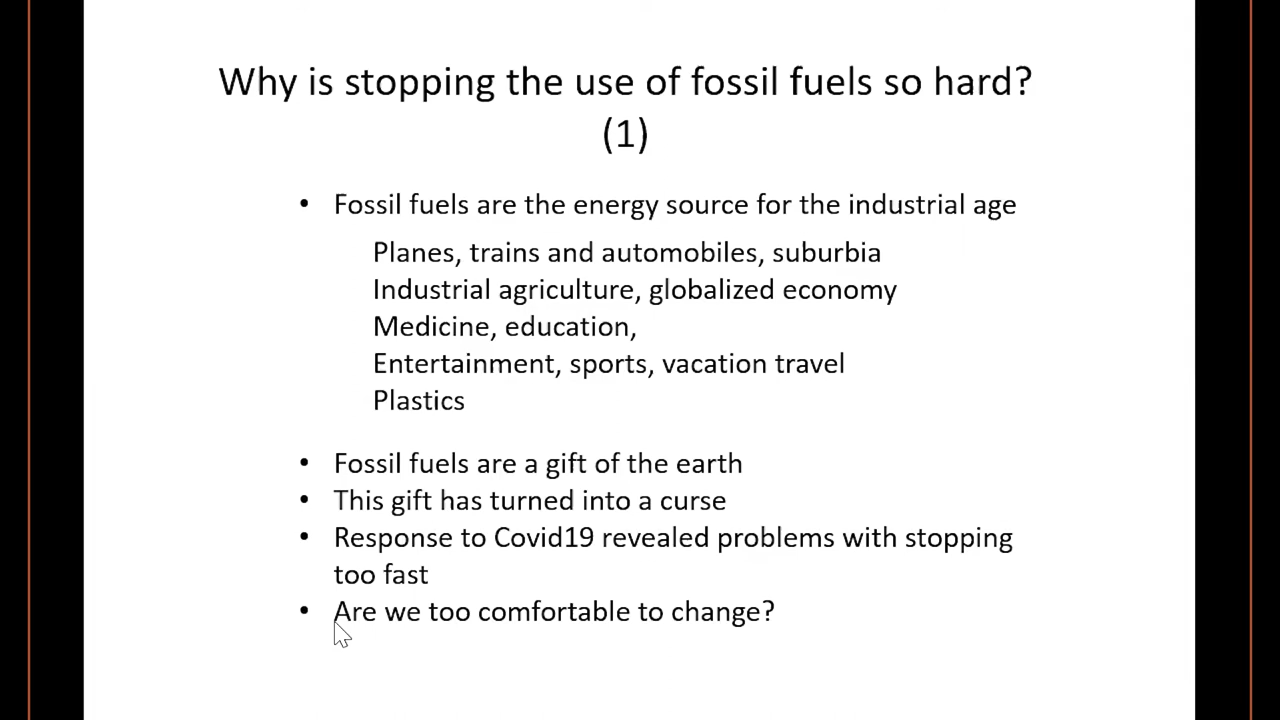 Why is stopping the use of fossil fuels so hard?
(1)
• Fossil fuels are the energy source for the industrial age
Planes, trains and automobiles, suburbia
Industrial agriculture, globalized economy
Medicine, education,
Entertainment, sports, vacation travel
Plastics
• Fossil fuels are a gift of the earth
• This gift has turned into a curse
• Response to Covid19 revealed problems with stopping
too fast
• Are we too comfortable to change?